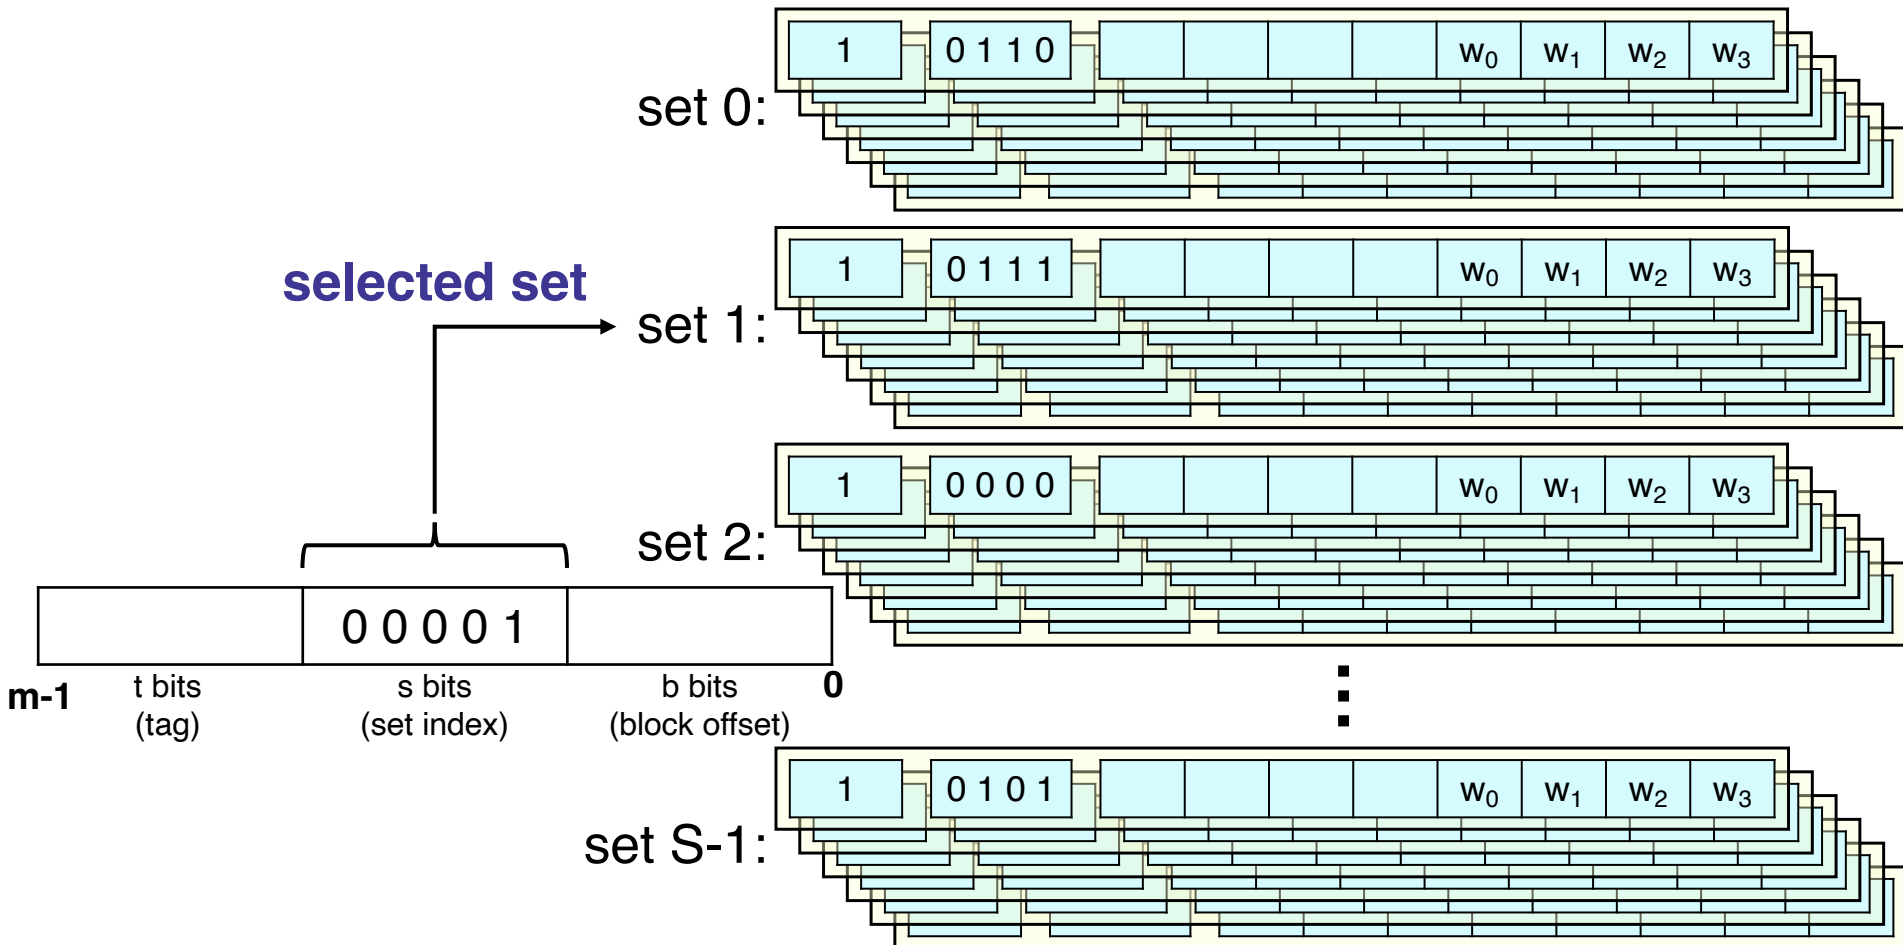 1 0 1 1 0 w0 w1 w2 w3
set 0:
1 0 1 1 1 w0 w1 w2 w3
selected set
set 1:
1 0 0 0 0 w0 w1 w2 w3
set 2:
0 0 0 0 1
m-1 t bits s bits b bits 0
(tag) (set index) (block offset)
1 0 1 0 1 w0 w1 w2 w3
set S-1: